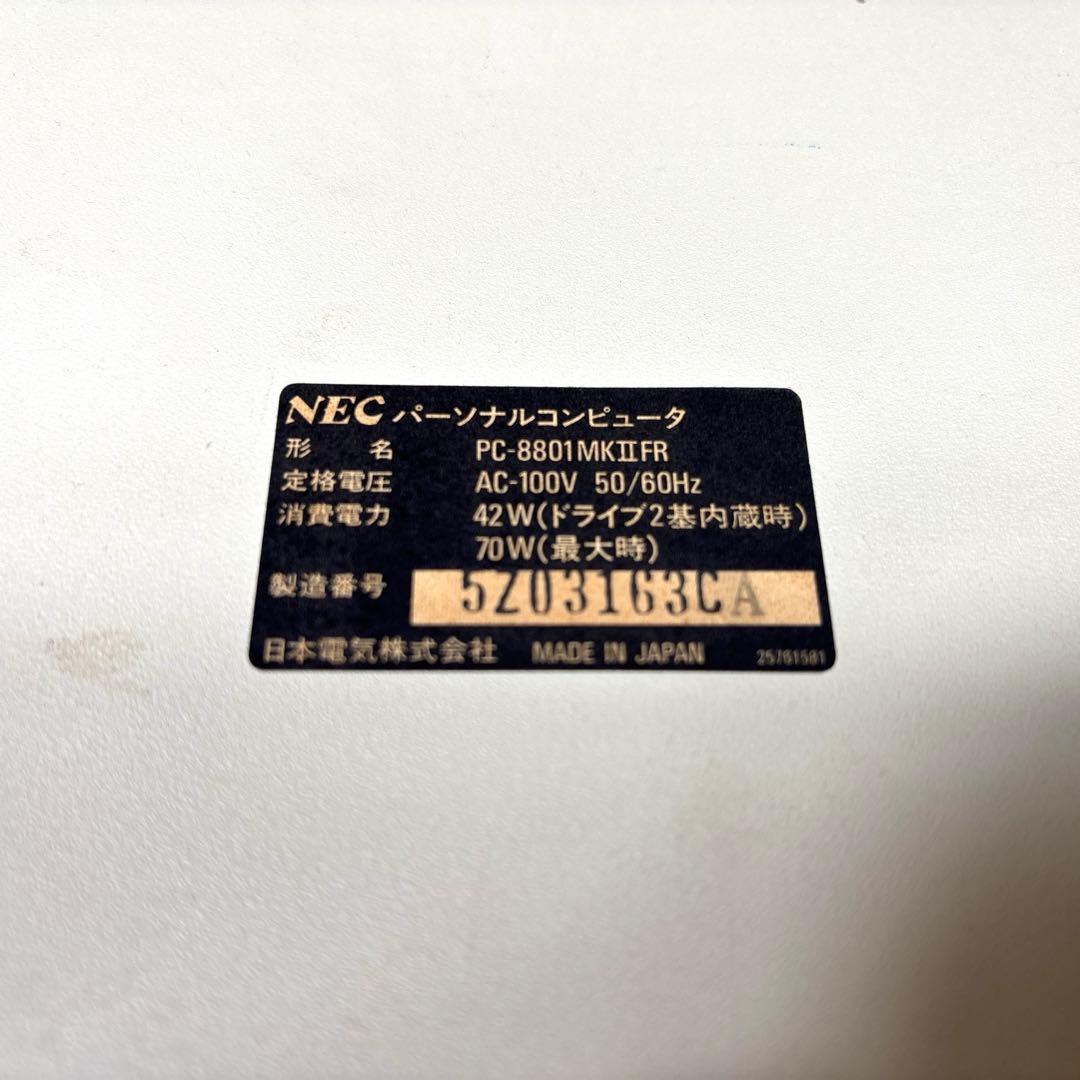 NEC パーソナルコンピュータ
形 名 PC-8801MKⅡFR
定格電圧 AC-100V 50/60Hz
消費電力 42W(ドライブ2基内蔵時)
70W(最大時)
製造番号 5Z03163CA
日本電気株式会社 MADE IN JAPAN 25761581